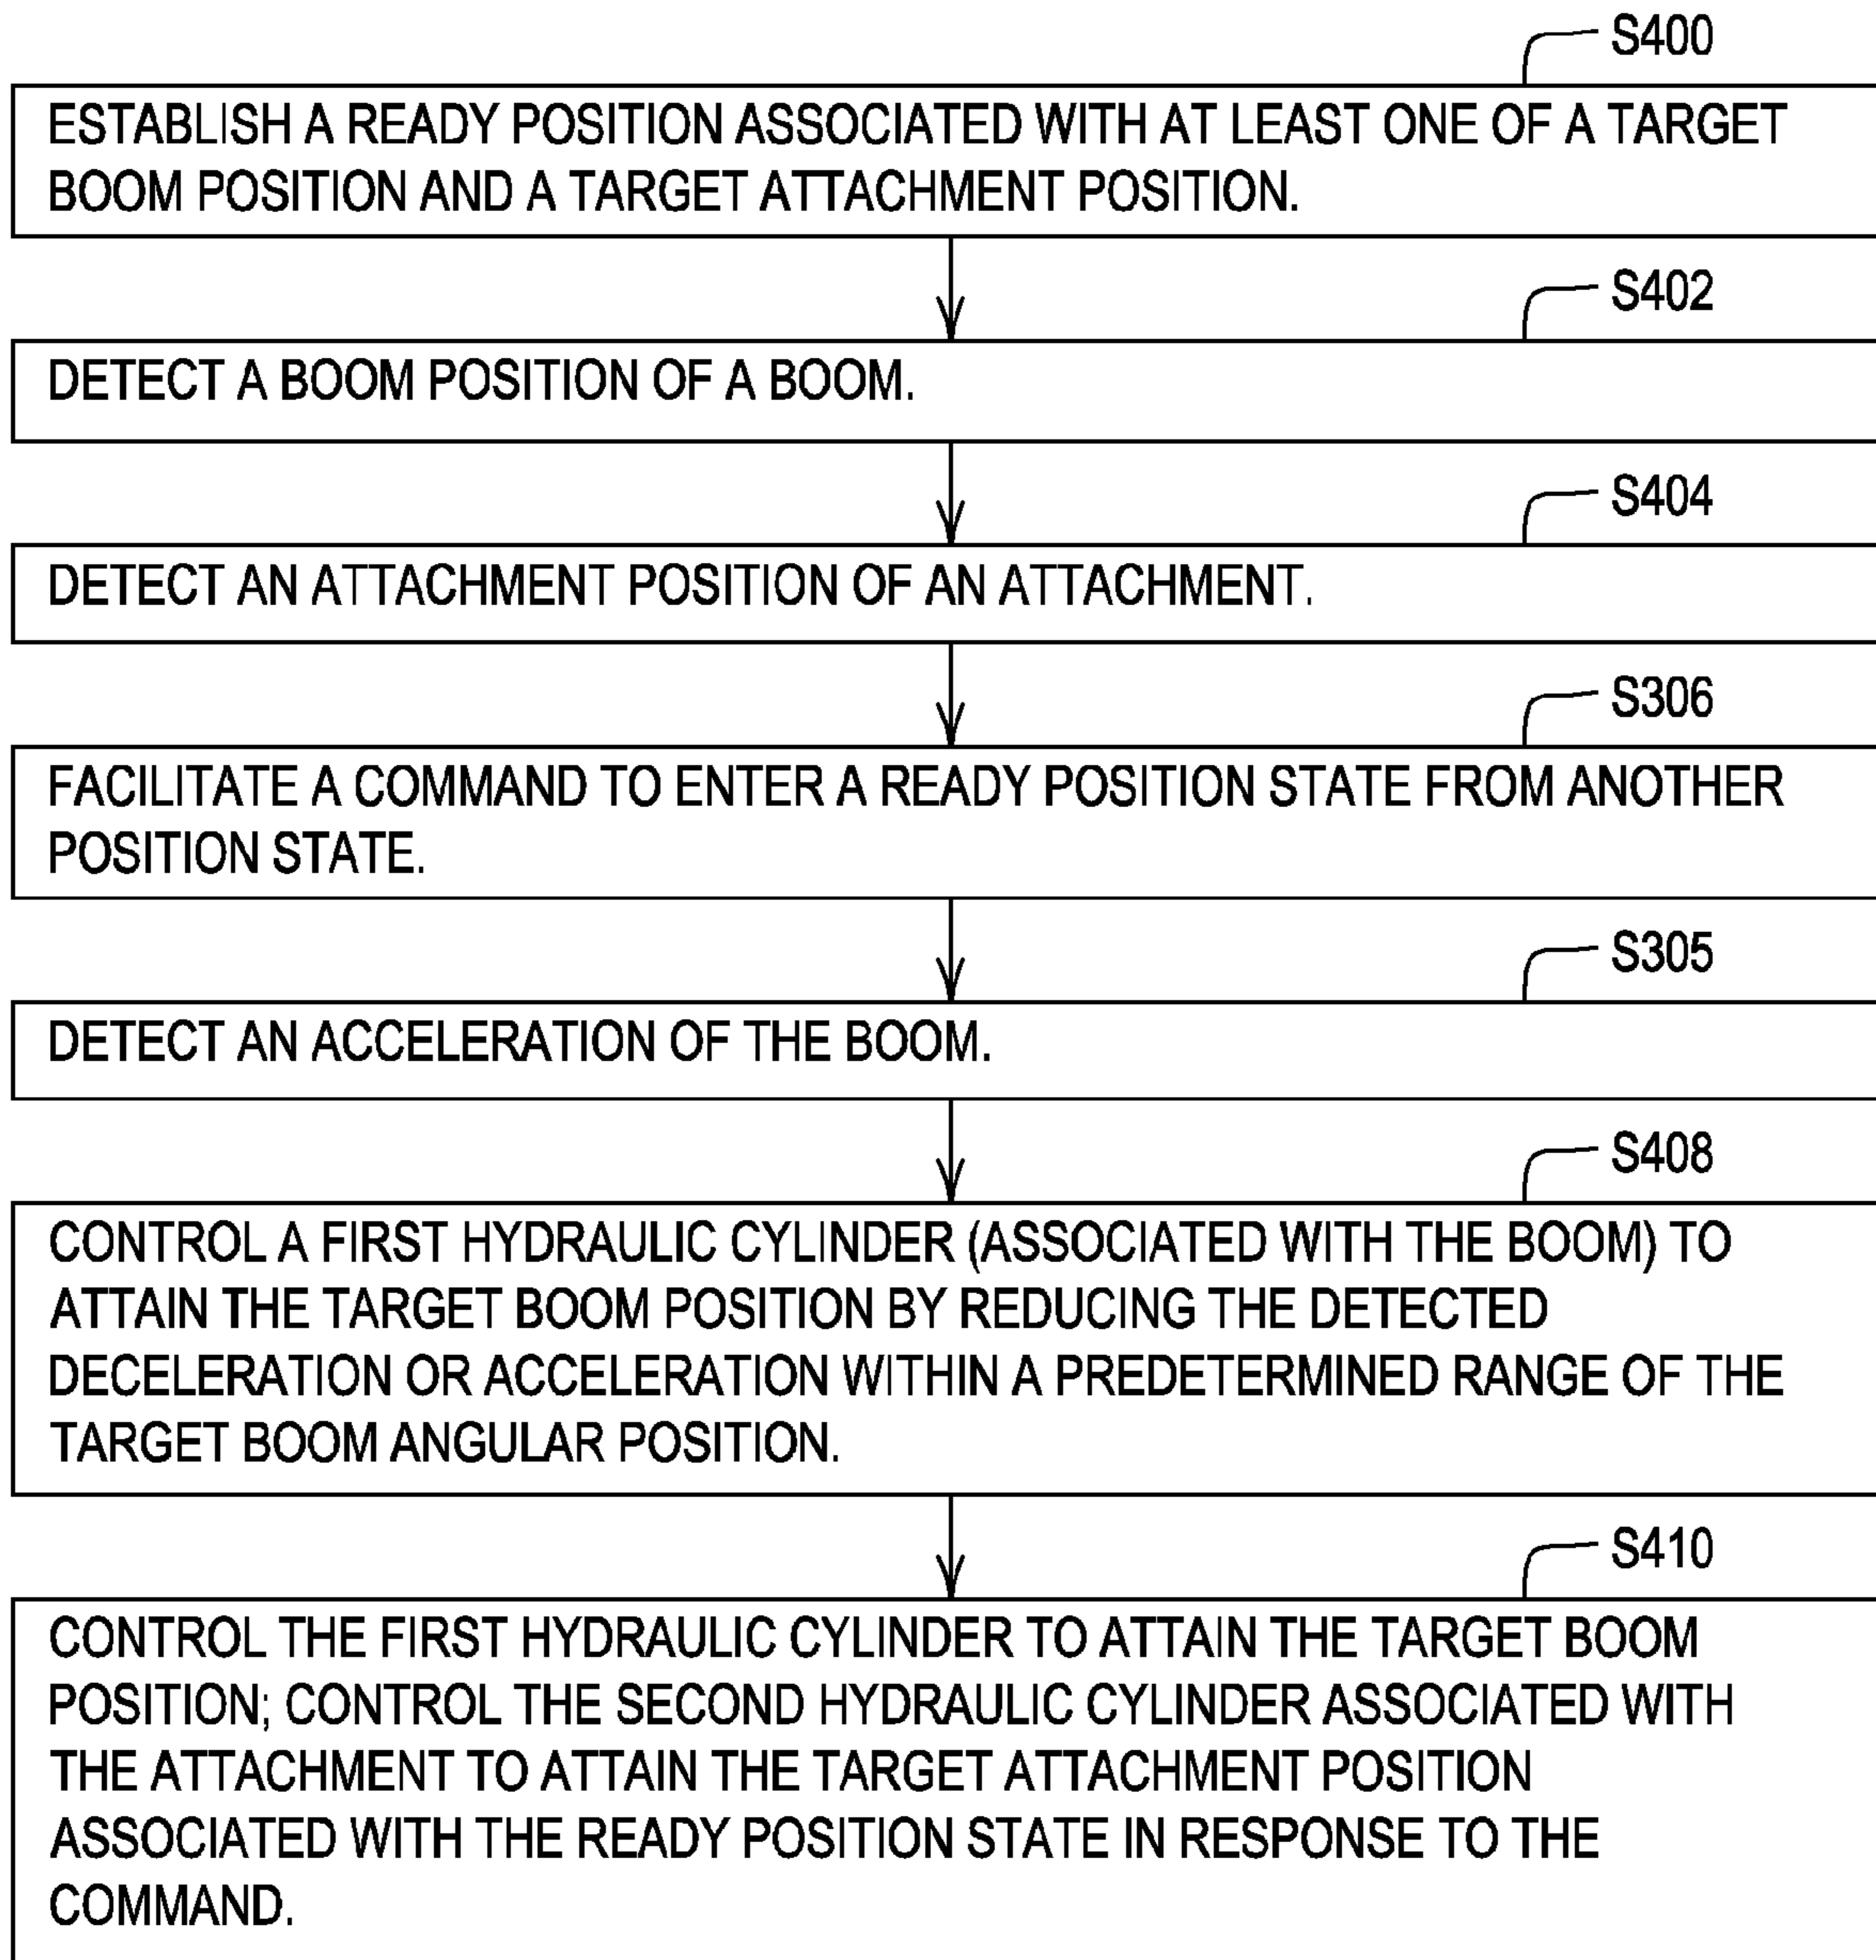 S400
ESTABLISH A READY POSITION ASSOCIATED WITH AT LEAST ONE OF A TARGET
BOOM POSITION AND A TARGET ATTACHMENT POSITION.
S402
DETECT A BOOM POSITION OF A BOOM.
S404
DETECT AN ATTACHMENT POSITION OF AN ATTACHMENT.
S306
FACILITATE A COMMAND TO ENTER A READY POSITION STATE FROM ANOTHER
POSITION STATE.
S305
DETECT AN ACCELERATION OF THE BOOM.
S408
CONTROL A FIRST HYDRAULIC CYLINDER (ASSOCIATED WITH THE BOOM) TO
ATTAIN THE TARGET BOOM POSITION BY REDUCING THE DETECTED
DECELERATION OR ACCELERATION WITHIN A PREDETERMINED RANGE OF THE
TARGET BOOM ANGULAR POSITION.
S410
CONTROL THE FIRST HYDRAULIC CYLINDER TO ATTAIN THE TARGET BOOM
POSITION; CONTROL THE SECOND HYDRAULIC CYLINDER ASSOCIATED WITH
THE ATTACHMENT TO ATTAIN THE TARGET ATTACHMENT POSITION
ASSOCIATED WITH THE READY POSITION STATE IN RESPONSE TO THE
COMMAND.